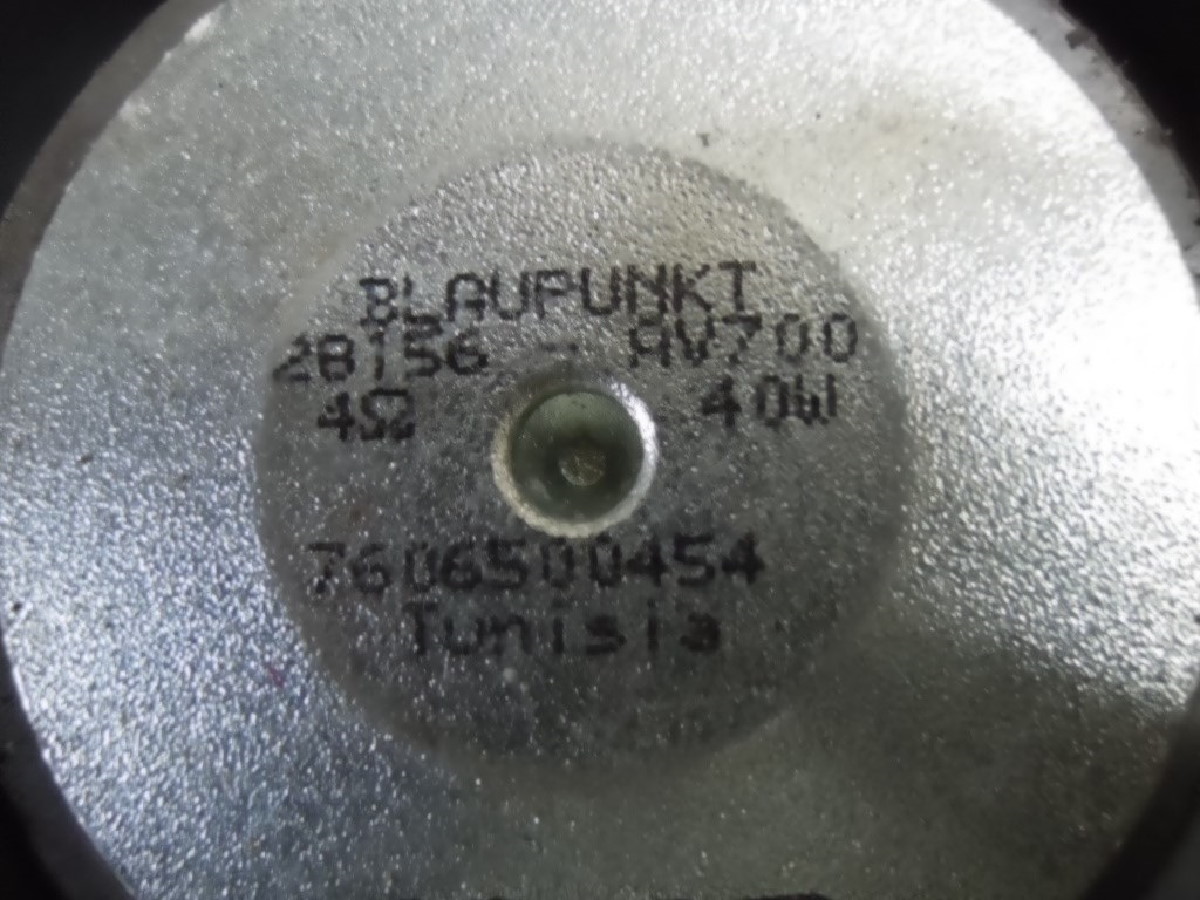 BLAUPUNKT
28156 - AV700
4Ω 40W
7606500454
Tunisia